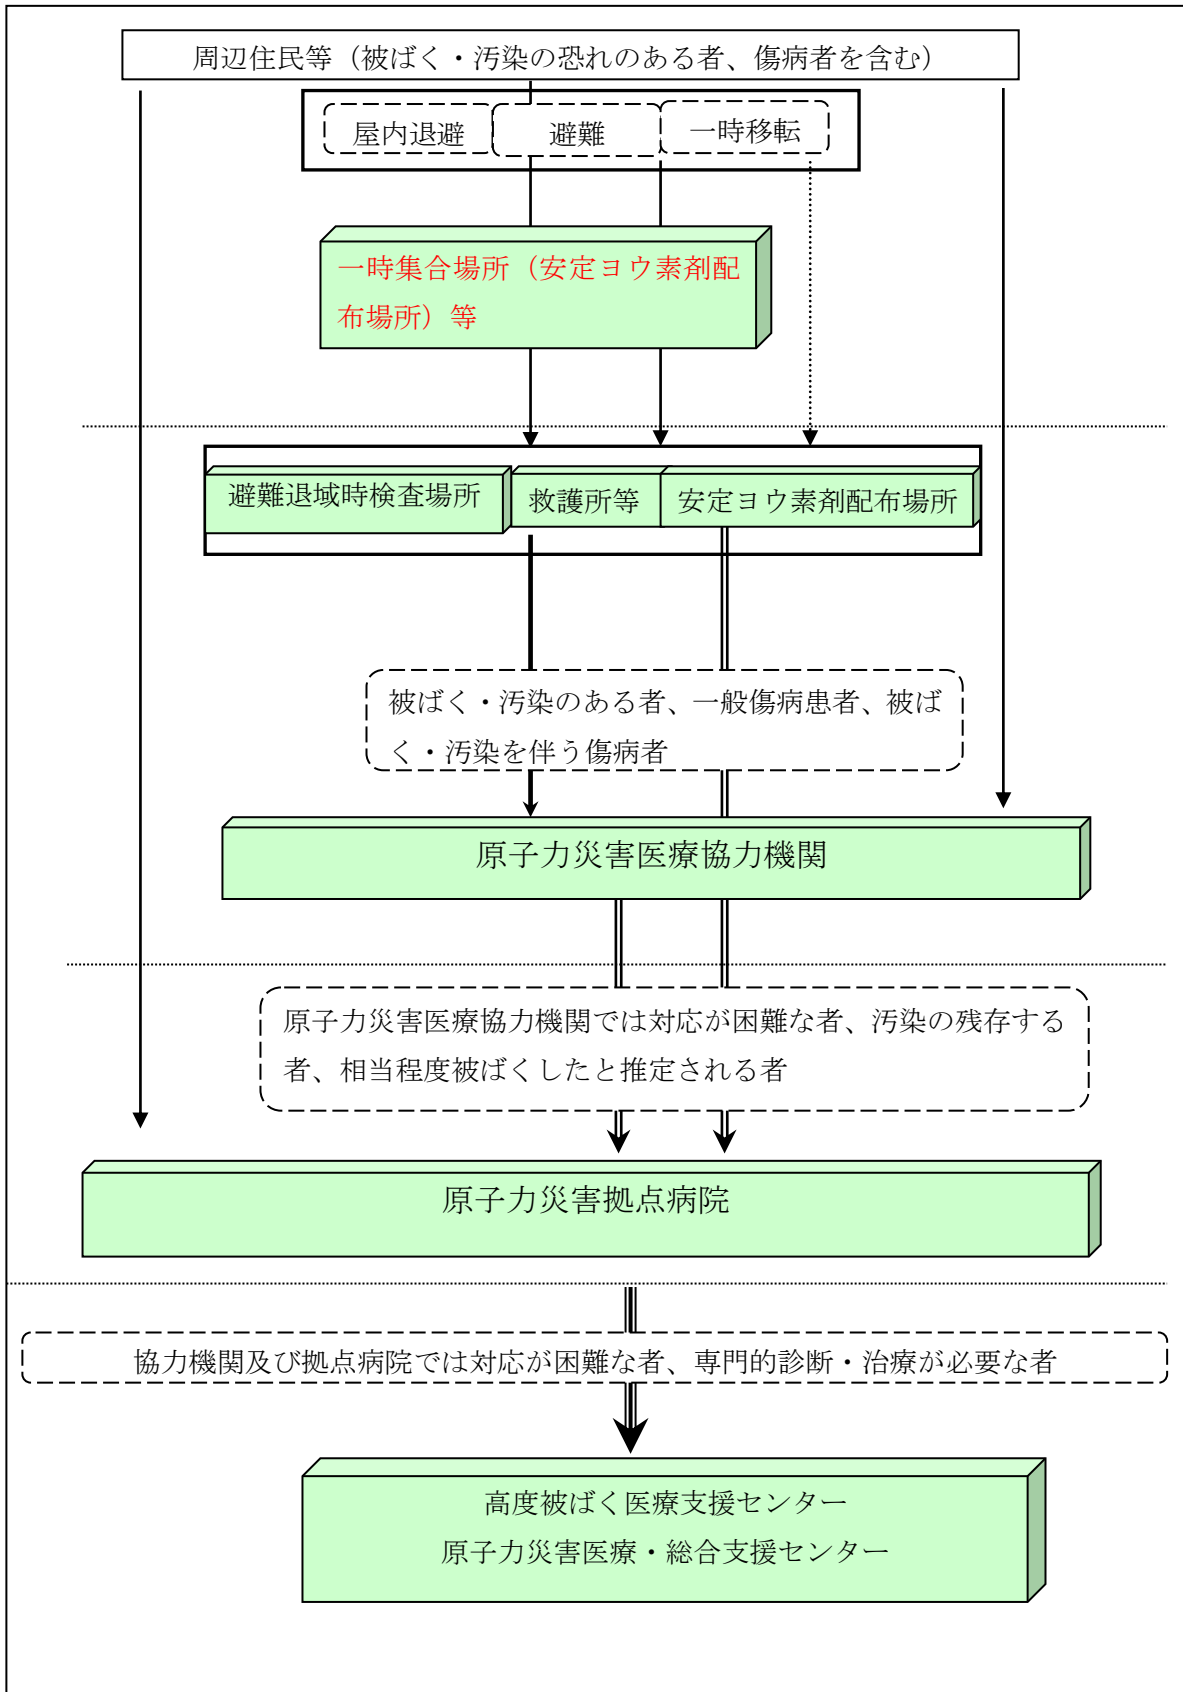 周辺住民等（被ばく・汚染の恐れのある者、傷病者を含む）
屋内退避
避難
一時移転
一時集合場所（安定ヨウ素剤配
布場所）等
避難退域時検査場所
救護所等
安定ヨウ素剤配布場所
被ばく・汚染のある者、一般傷病患者、被ば
く・汚染を伴う傷病者
原子力災害医療協力機関
原子力災害医療協力機関では対応が困難な者、汚染の残存する
者、相当程度被ばくしたと推定される者
原子力災害拠点病院
協力機関及び拠点病院では対応が困難な者、専門的診断・治療が必要な者
高度被ばく医療支援センター
原子力災害医療・総合支援センター